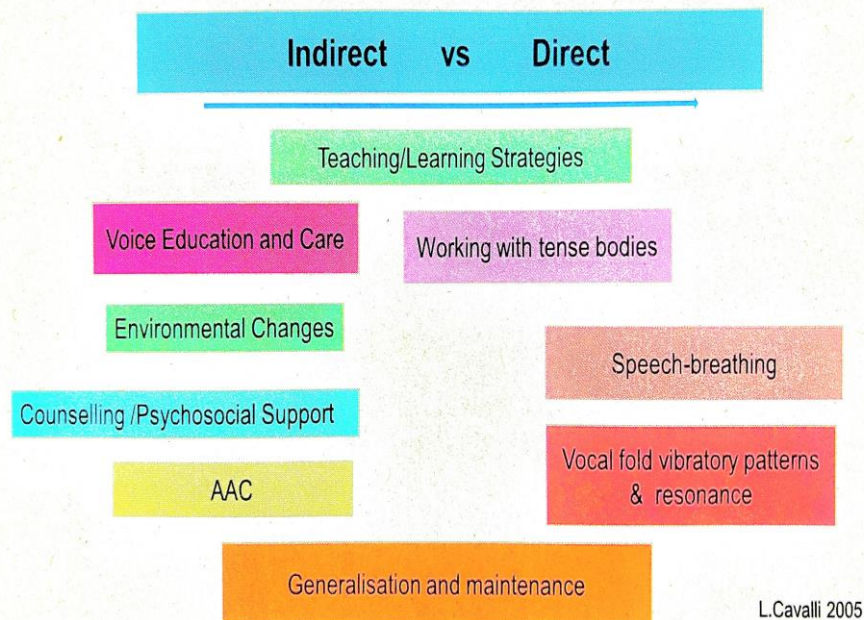 Indirect vs Direct
Teaching/Learning Strategies
Voice Education and Care
Working with tense bodies
Environmental Changes
Speech-breathing
Counselling /Psychosocial Support
Vocal fold vibratory patterns
& resonance
AAC
Generalisation and maintenance
L.Cavalli 2005